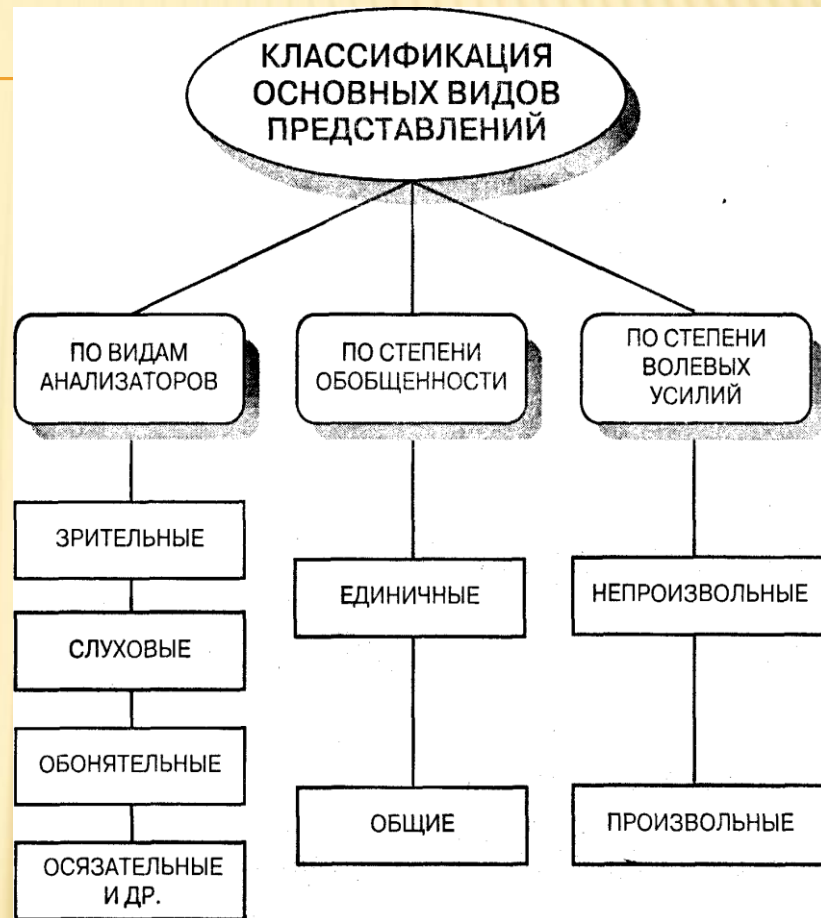 КЛАССИФИКАЦИЯ
ОСНОВНЫХ ВИДОВ
ПРЕДСТАВЛЕНИЙ
ПО ВИДАМ
АНАЛИЗАТОРОВ
ЗРИТЕЛЬНЫЕ
СЛУХОВЫЕ
ОБОНЯТЕЛЬНЫЕ
ОСЯЗАТЕЛЬНЫЕ
И ДР.
ПО СТЕПЕНИ
ОБОБЩЕННОСТИ
ЕДИНИЧНЫЕ
ОБЩИЕ
ПО СТЕПЕНИ
ВОЛЕВЫХ
УСИЛИЙ
НЕПРОИЗВОЛЬНЫЕ
ПРОИЗВОЛЬНЫЕ